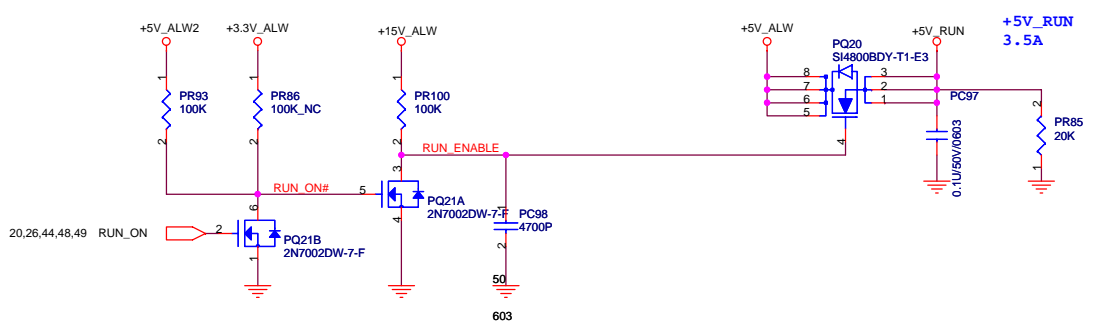 +5V_ALW2
+3.3V_ALW
+15V_ALW
+5V_ALW
+5V_RUN
+5V_RUN
3.5A
PQ20
SI4800BDY-T1-E3
1
PR93
100K
2
1
PR86
100K_NC
2
1
PR100
100K
2
8
7
6
5
3
2
1
4
PC97
0.1U/50V/0603
2
PR85
20K
1
RUN_ENABLE
RUN_ON#
3
5
PQ21A
2N7002DW-7-F
4
1
PC98
4700P
2
50
603
6
20,26,44,48,49 RUN_ON
2
PQ21B
2N7002DW-7-F
1